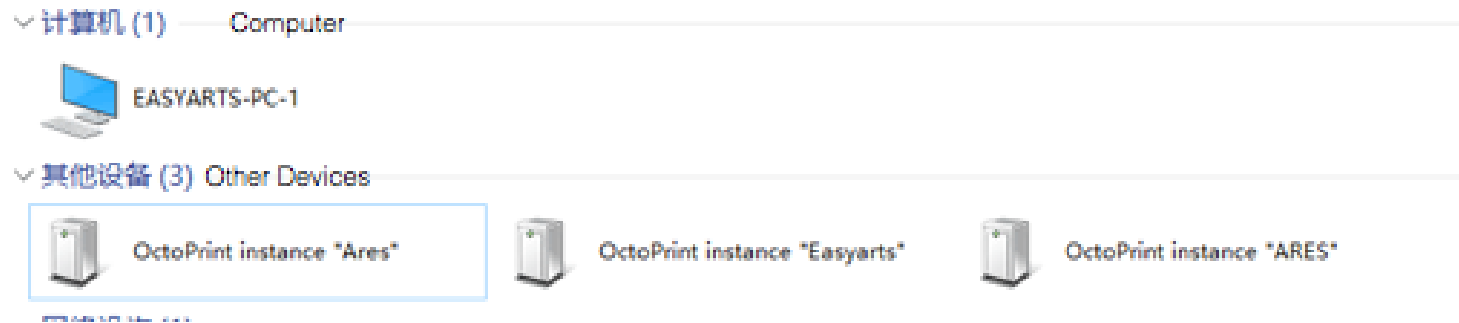 计算机 (1) Computer
EASYARTS-PC-1
其他设备 (3) Other Devices
OctoPrint instance "Ares" OctoPrint instance "Easyarts" OctoPrint instance "ARES"